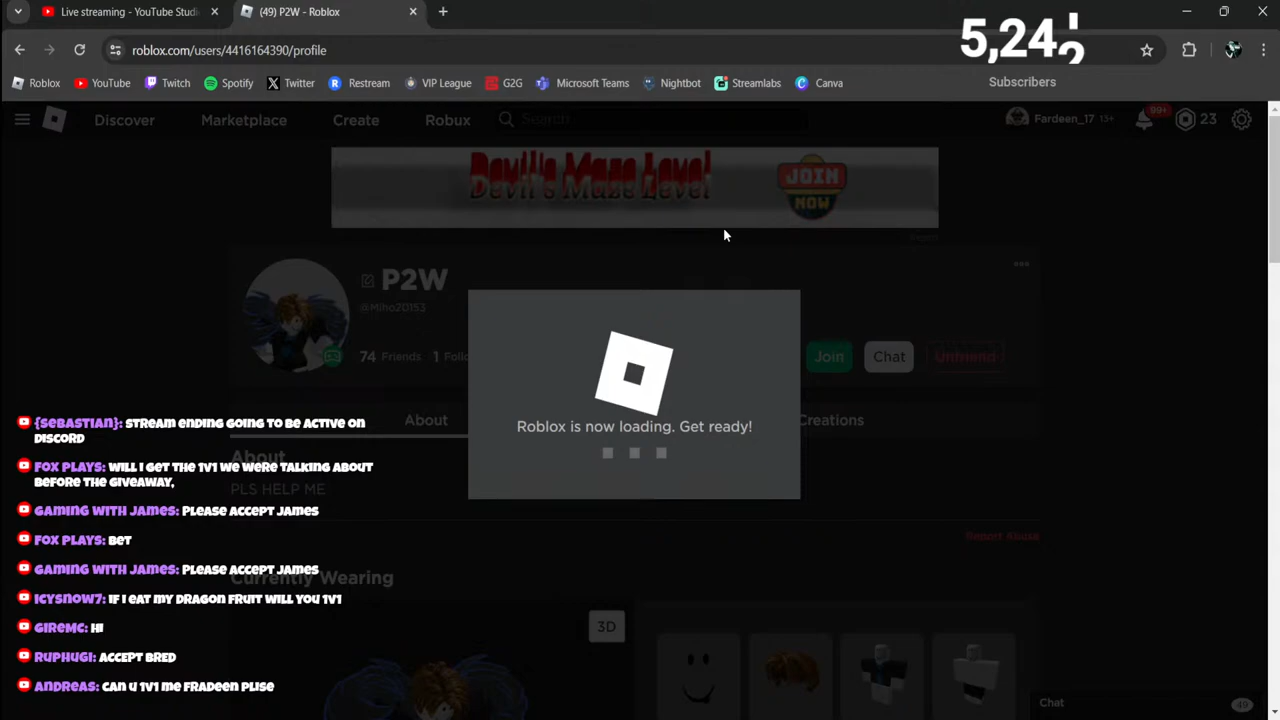 Live streaming - YouTube Studi
(49) P2W - Roblox
roblox.com/users/4416164390/profile
5,24
Subscribers
Roblox YouTube Twitch Spotify Twitter Restream VIP League G2G Microsoft Teams Nightbot Streamlabs Canva
Discover Marketplace Create Robux Search Fardeen_17 13+ 99+ 23
Devil's Maze Level JOIN NOW
P2W
@Miho20153
74 Friends 1 Follo
Join Chat Unfriend
Roblox is now loading. Get ready!
About Creations
About
PLS HELP ME
Report Abuse
Currently Wearing
3D
{Sebastian}: stream ending going to be active on
discord
Fox Plays: will i get the 1v1 we were talking about
before the giveaway,
Gaming with James: Please accept James
Fox Plays: bet
Gaming with James: Please accept James
icysnow7: if i eat my dragon fruit will you 1v1
GIREMC: hi
Ruphugi: accept bred
Andreas: can u 1v1 me fradeen plise
Chat 49